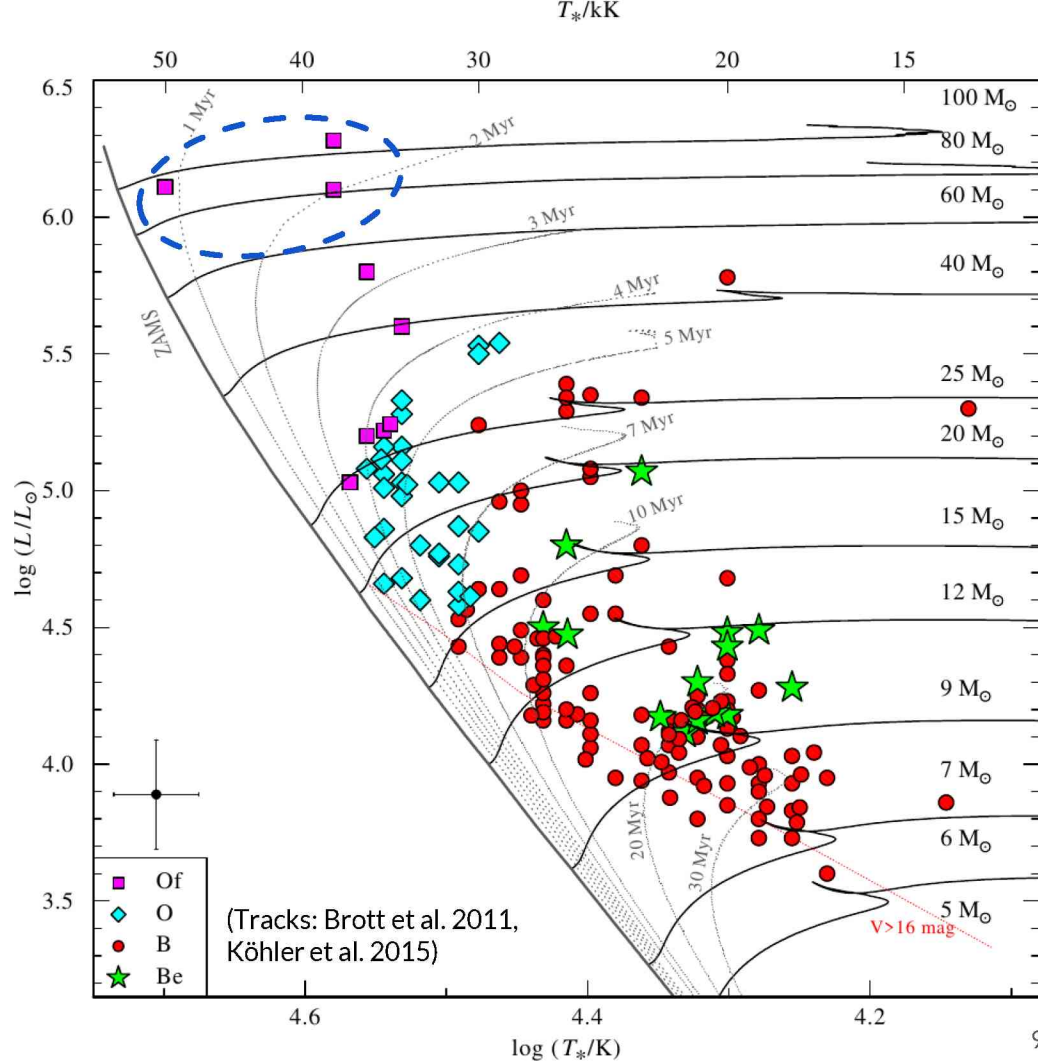 T*/kK
50 40 30 20 15
6.5
6.0
5.5
5.0
4.5
4.0
3.5
log (L/L⊙)
100 M⊙
80 M⊙
60 M⊙
40 M⊙
25 M⊙
20 M⊙
15 M⊙
12 M⊙
9 M⊙
7 M⊙
6 M⊙
5 M⊙
1 Myr
2 Myr
3 Myr
4 Myr
5 Myr
7 Myr
10 Myr
20 Myr
30 Myr
ZAMS
V>16 mag
Of
O
B
Be
(Tracks: Brott et al. 2011,
Köhler et al. 2015)
4.6 4.4 4.2
log (T*/K)